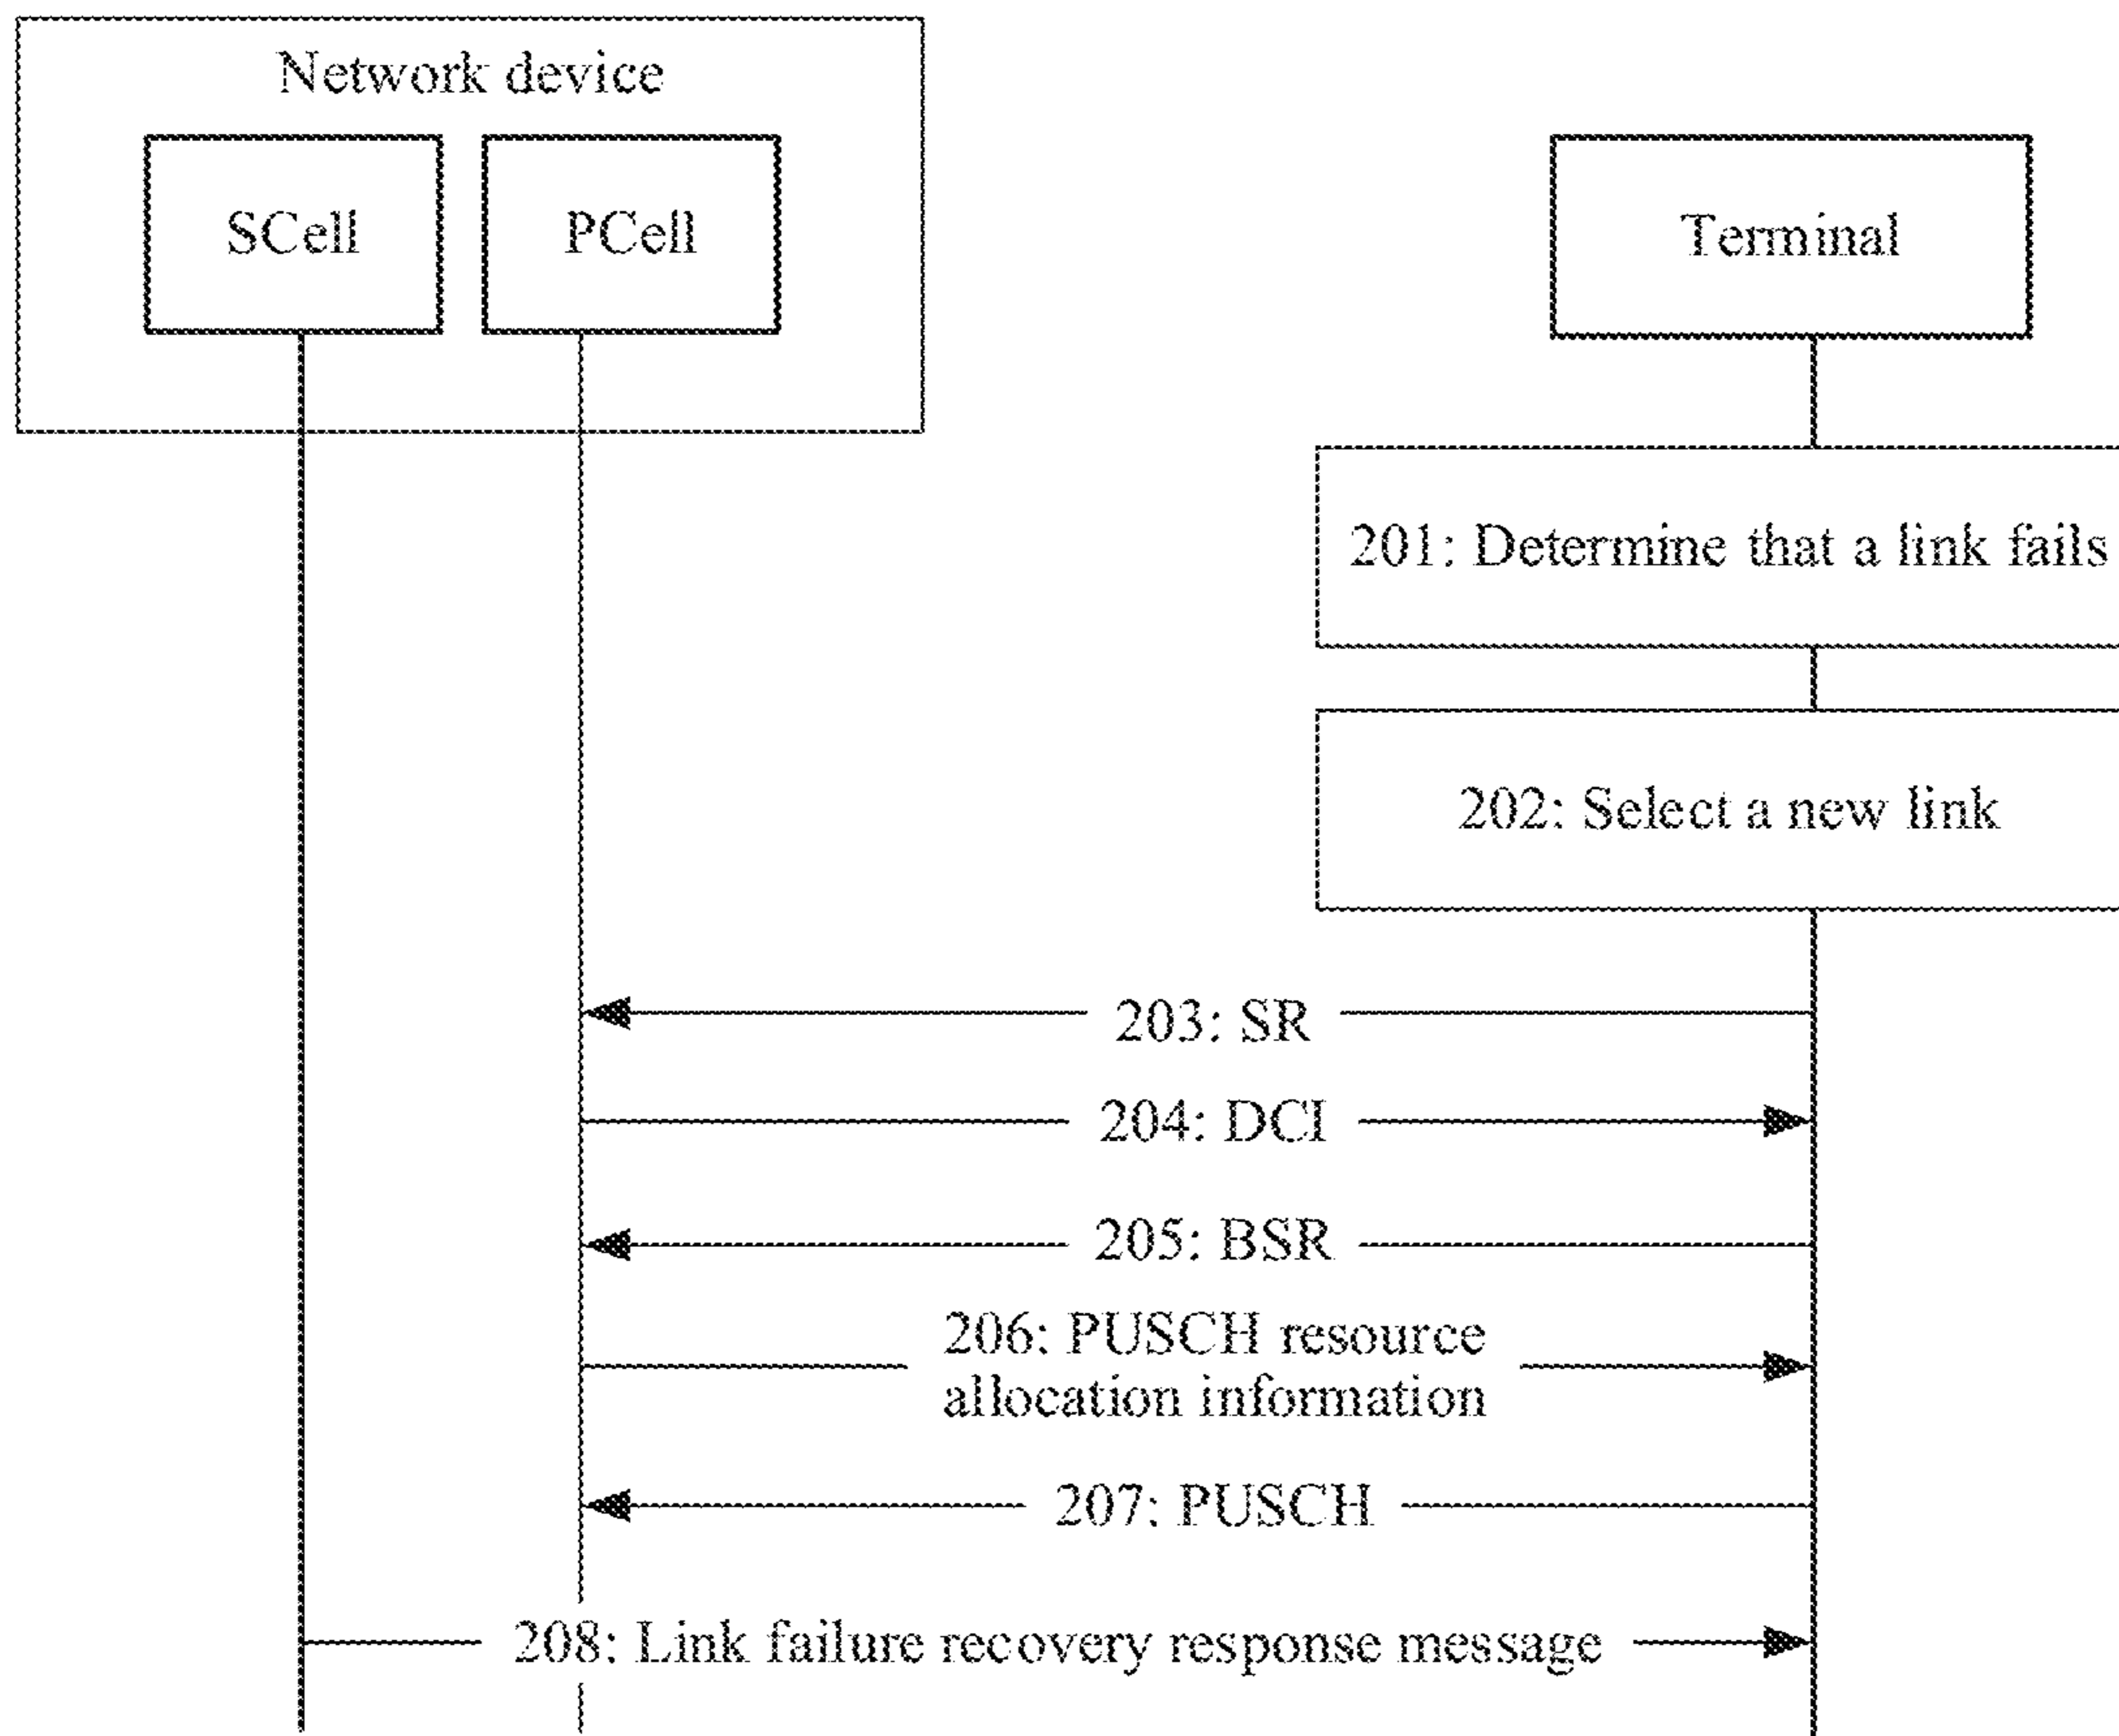 Network device
SCell
PCell
Terminal
201: Determine that a link fails
202: Select a new link
203: SR
204: DCI
205: BSR
206: PUSCH resource
allocation information
207: PUSCH
208: Link failure recovery response message